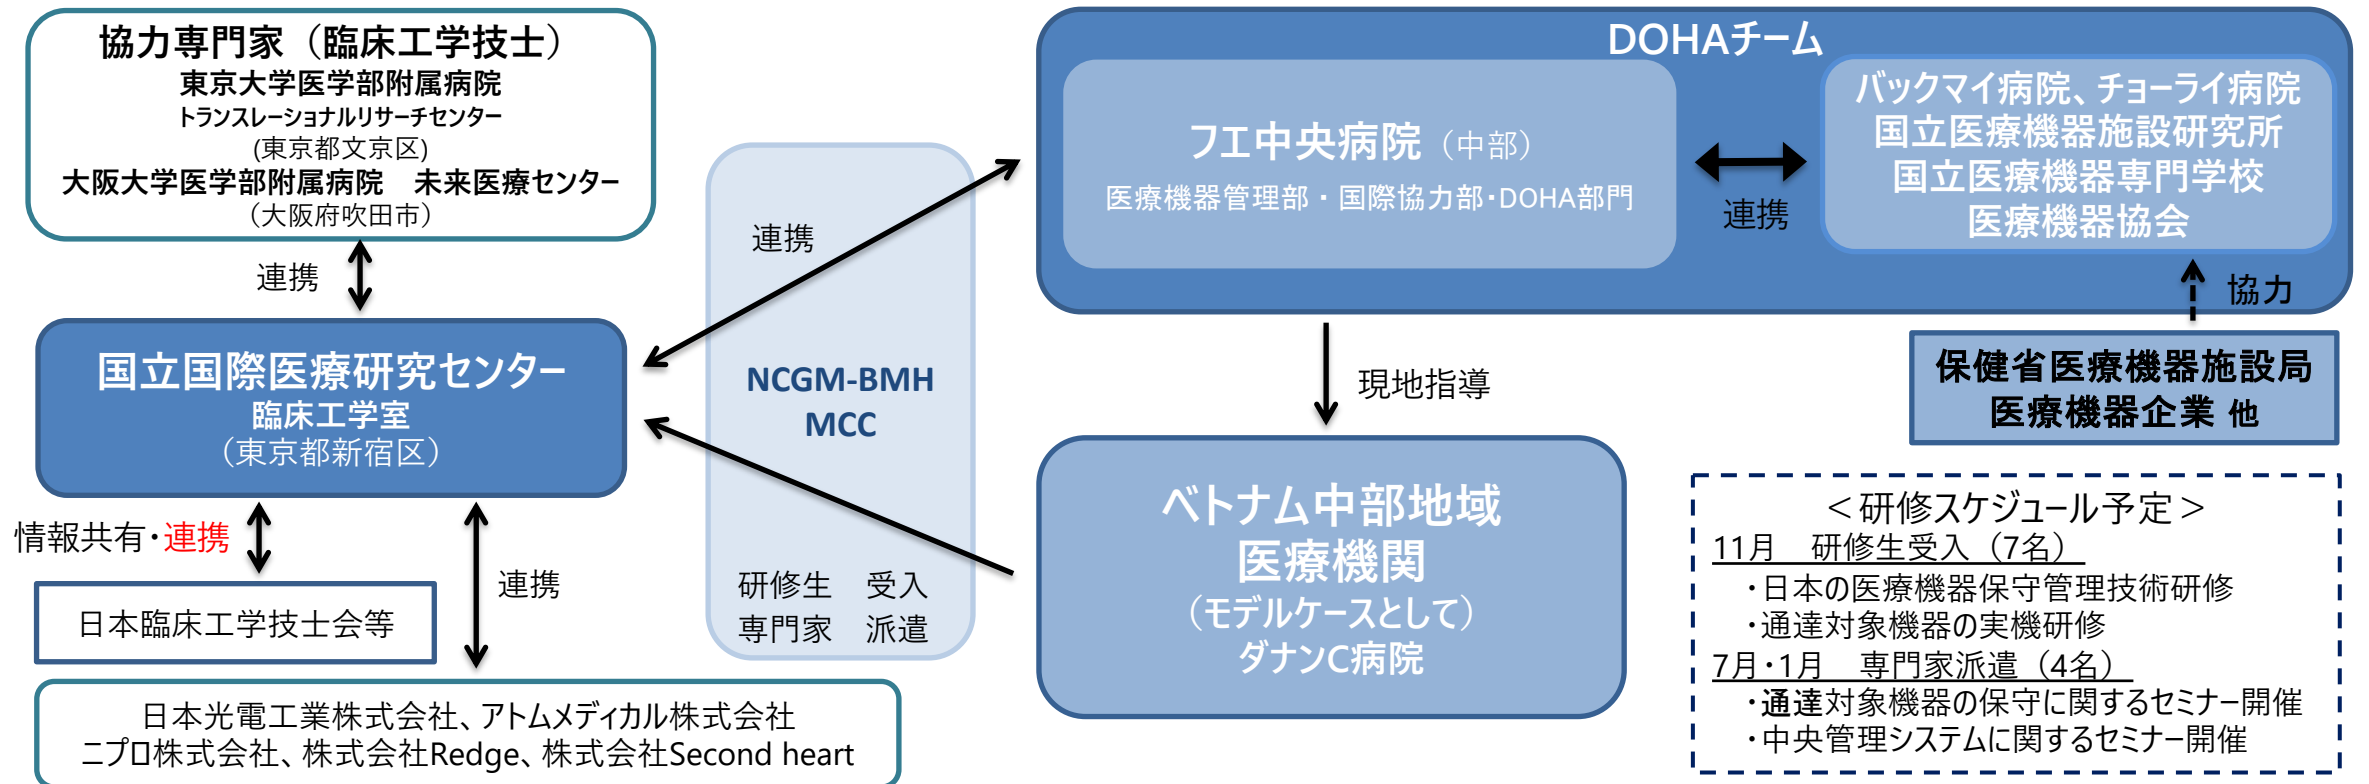 協力専門家（臨床工学技士）
東京大学医学部附属病院
トランスレーショナルリサーチセンター
(東京都文京区)
大阪大学医学部附属病院　未来医療センター
（大阪府吹田市）
連携
国立国際医療研究センター
臨床工学室
（東京都新宿区）
情報共有・連携
連携
日本臨床工学技士会等
日本光電工業株式会社、アトムメディカル株式会社
ニプロ株式会社、株式会社Redge、株式会社Second heart
連携
NCGM-BMH
MCC
研修生　受入
専門家　派遣
DOHAチーム
フエ中央病院（中部）
医療機器管理部・国際協力部・DOHA部門
連携
バックマイ病院、チョーライ病院
国立医療機器施設研究所
国立医療機器専門学校
医療機器協会
協力
保健省医療機器施設局
医療機器企業 他
現地指導
ベトナム中部地域
医療機関
（モデルケースとして）
ダナンC病院
＜研修スケジュール予定＞
11月　研修生受入（7名）
・日本の医療機器保守管理技術研修
・通達対象機器の実機研修
7月・1月　専門家派遣（4名）
・通達対象機器の保守に関するセミナー開催
・中央管理システムに関するセミナー開催